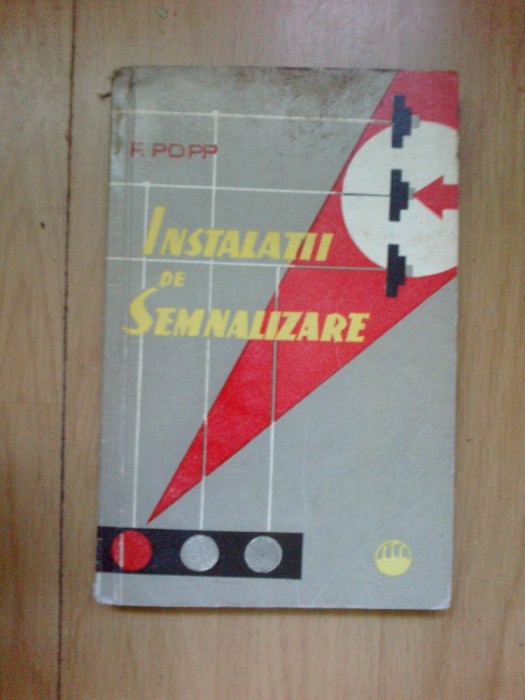 F. POPP
INSTALAȚII
DE
SEMNALIZARE